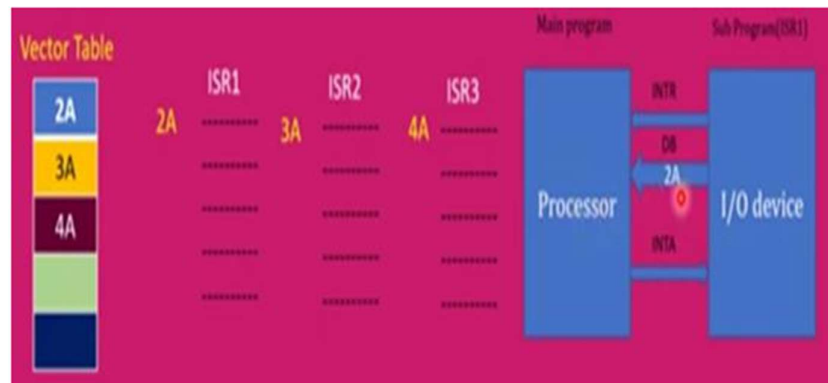 Vector Table
2A
3A
4A
ISR1
2A
ISR2
3A
ISR3
4A
Main program
Sub Program(ISR1)
Processor
INTR
DB
2A
INTA
I/O device